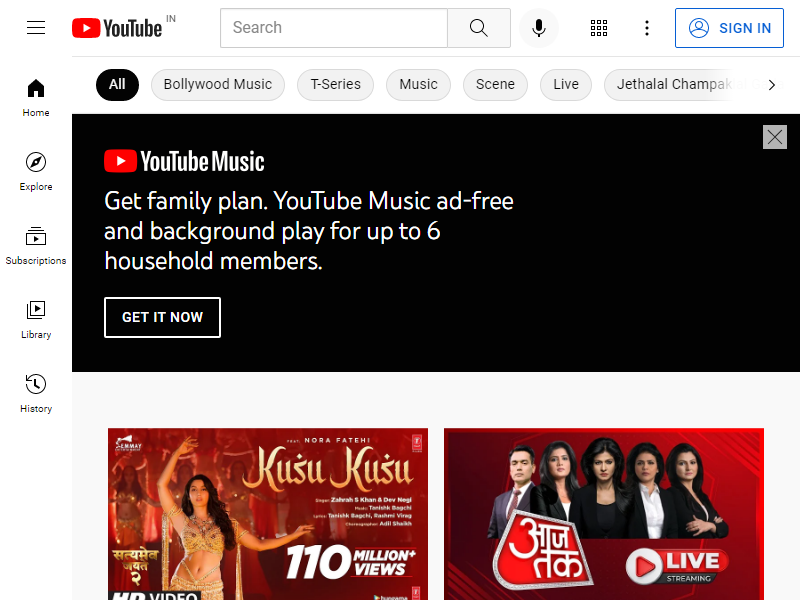 YouTube IN
Search
SIGN IN
All
Bollywood Music
T-Series
Music
Scene
Live
Jethalal Champak
Home
Explore
Subscriptions
Library
History
YouTube Music
Get family plan. YouTube Music ad-free
and background play for up to 6
household members.
GET IT NOW
EMMAY
FEAT. NORA FATEHI
Kusu Kusu
Singer: Zahrah S Khan & Dev Negi
Music: Tanishk Bagchi
Lyrics: Tanishk Bagchi, Rashmi Virag
Choreographer: Adil Shaikh
110 MILLION+
VIEWS
सत्यमेव
जयते
2
HD VIDEO
hungama
आज
तक
LIVE
STREAMING